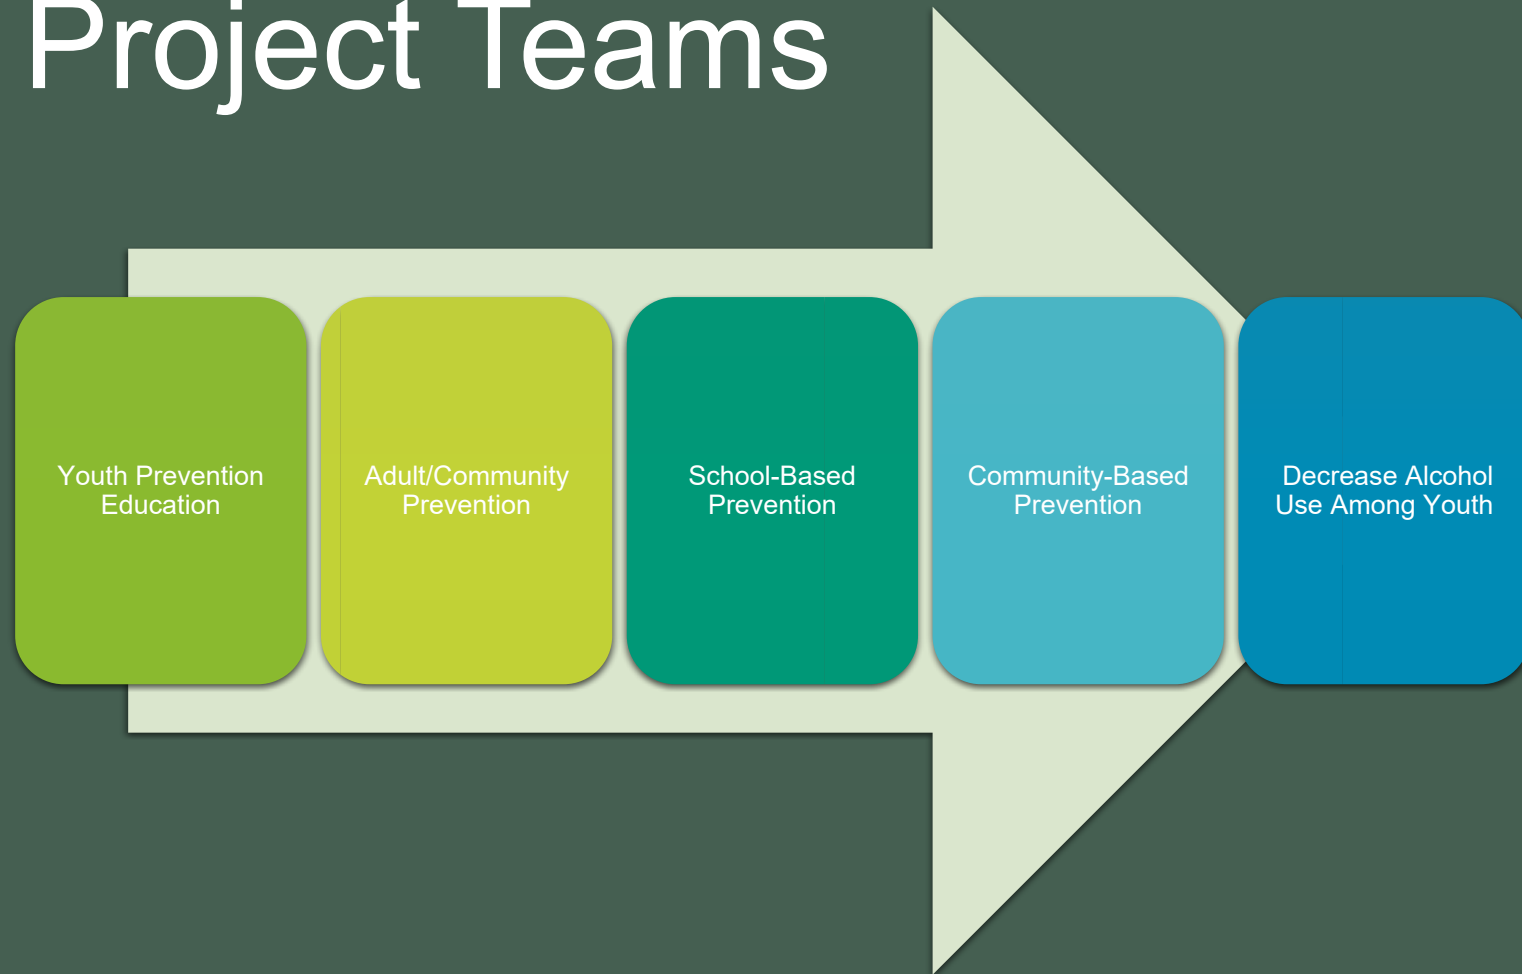 Project Teams
Youth Prevention
Education
Adult/Community
Prevention
School-Based
Prevention
Community-Based
Prevention
Decrease Alcohol
Use Among Youth